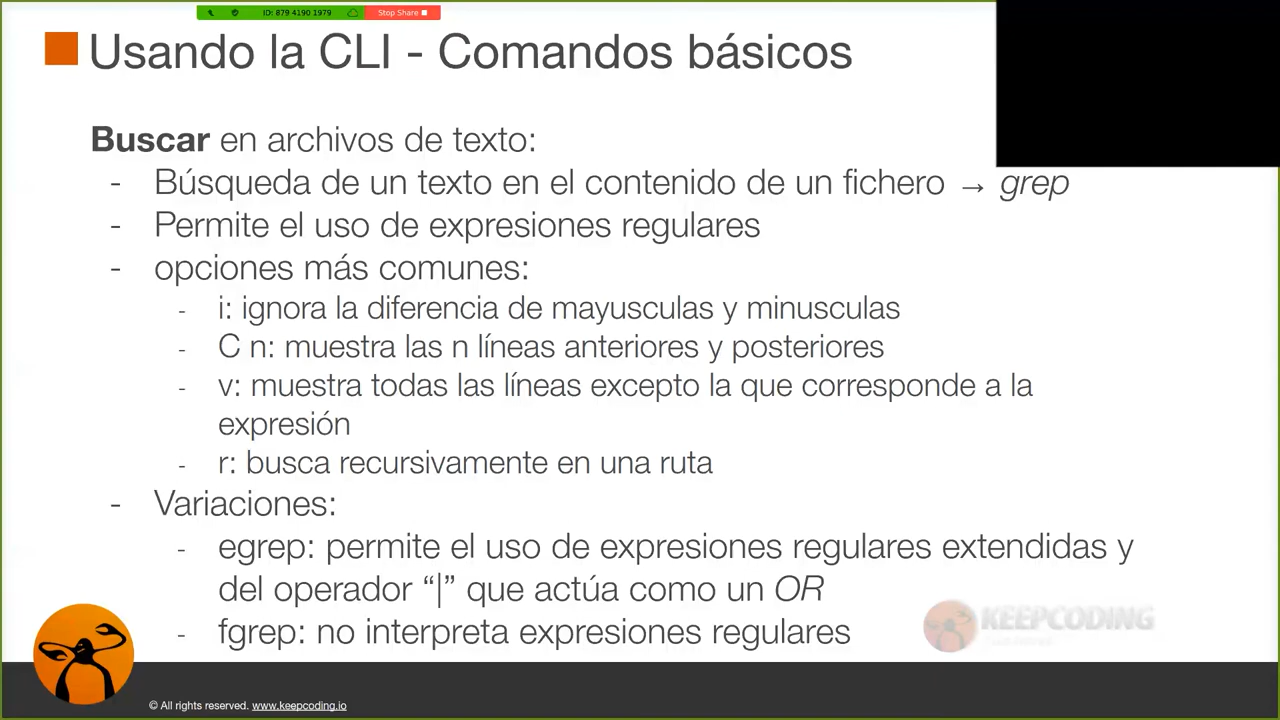 ID: 879 4190 1979
Stop Share
Usando la CLI - Comandos básicos
Buscar en archivos de texto:
- Búsqueda de un texto en el contenido de un fichero → grep
- Permite el uso de expresiones regulares
- opciones más comunes:
- i: ignora la diferencia de mayusculas y minusculas
- C n: muestra las n líneas anteriores y posteriores
- v: muestra todas las líneas excepto la que corresponde a la
expresión
- r: busca recursivamente en una ruta
- Variaciones:
- egrep: permite el uso de expresiones regulares extendidas y
del operador “|” que actúa como un OR
- fgrep: no interpreta expresiones regulares
KEEPCODING
© All rights reserved. www.keepcoding.io